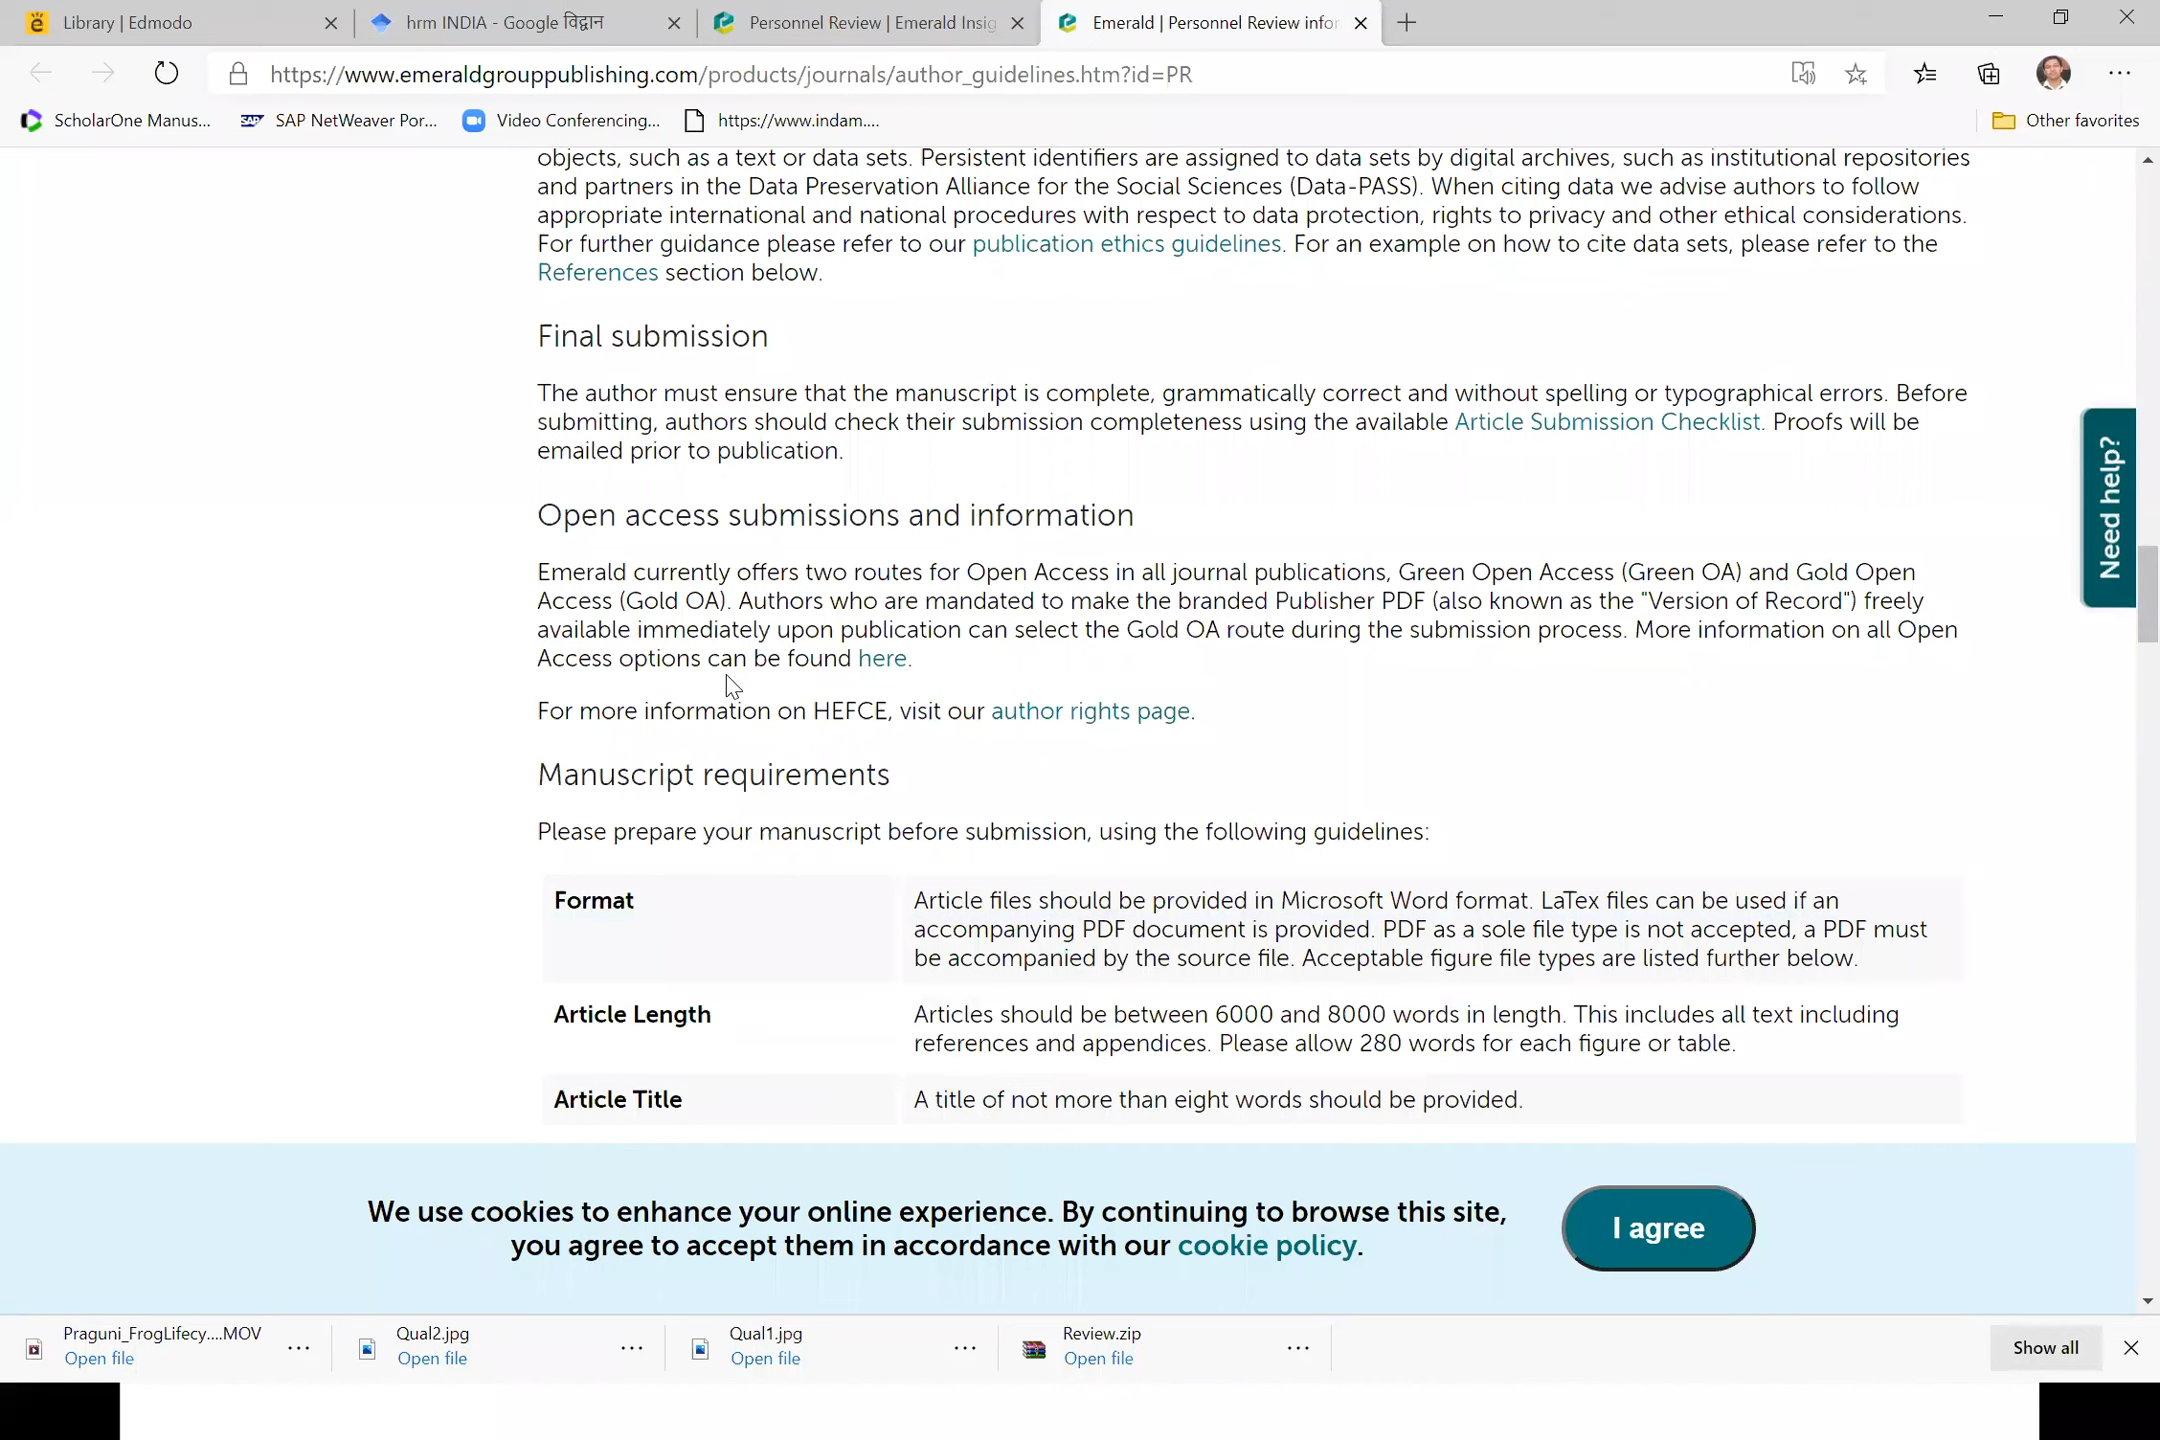 Library | Edmodo
hrm INDIA - Google विद्वान
Personnel Review | Emerald Insig
Emerald | Personnel Review infor
https://www.emeraldgrouppublishing.com/products/journals/author_guidelines.htm?id=PR
ScholarOne Manus...
SAP NetWeaver Por...
Video Conferencing...
https://www.indam....
Other favorites
objects, such as a text or data sets. Persistent identifiers are assigned to data sets by digital archives, such as institutional repositories
and partners in the Data Preservation Alliance for the Social Sciences (Data-PASS). When citing data we advise authors to follow
appropriate international and national procedures with respect to data protection, rights to privacy and other ethical considerations.
For further guidance please refer to our publication ethics guidelines. For an example on how to cite data sets, please refer to the
References section below.
Final submission
The author must ensure that the manuscript is complete, grammatically correct and without spelling or typographical errors. Before
submitting, authors should check their submission completeness using the available Article Submission Checklist. Proofs will be
emailed prior to publication.
Need help?
Open access submissions and information
Emerald currently offers two routes for Open Access in all journal publications, Green Open Access (Green OA) and Gold Open
Access (Gold OA). Authors who are mandated to make the branded Publisher PDF (also known as the "Version of Record") freely
available immediately upon publication can select the Gold OA route during the submission process. More information on all Open
Access options can be found here.
For more information on HEFCE, visit our author rights page.
Manuscript requirements
Please prepare your manuscript before submission, using the following guidelines:
Format
Article files should be provided in Microsoft Word format. LaTex files can be used if an
accompanying PDF document is provided. PDF as a sole file type is not accepted, a PDF must
be accompanied by the source file. Acceptable figure file types are listed further below.
Article Length
Articles should be between 6000 and 8000 words in length. This includes all text including
references and appendices. Please allow 280 words for each figure or table.
Article Title
A title of not more than eight words should be provided.
We use cookies to enhance your online experience. By continuing to browse this site,
you agree to accept them in accordance with our cookie policy.
I agree
Praguni_FrogLifecy....MOV
Open file
Qual2.jpg
Open file
Qual1.jpg
Open file
Review.zip
Open file
Show all